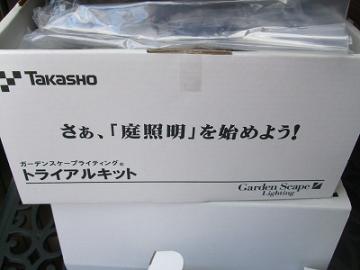 TAKASHO
さぁ、「庭照明」を始めよう!
ガーデンスケープライティング®
トライアルキット
Garden Scape
Lighting